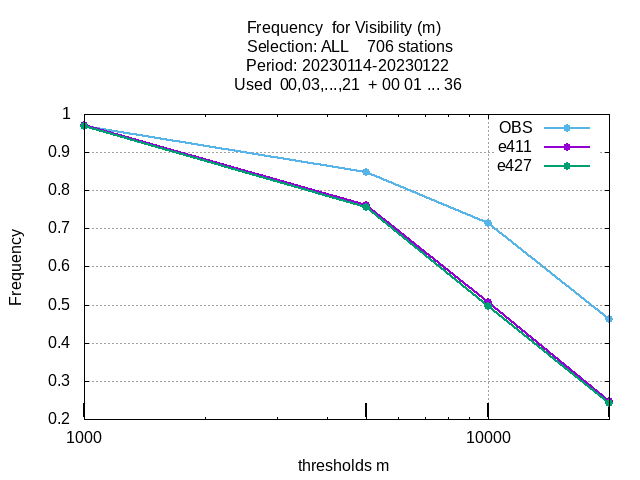 Frequency  for Visibility (m)
Selection: ALL    706 stations
Period: 20230114-20230122
Used  00,03,...,21  + 00 01 ... 36
OBS
e411
e427
1
0.9
0.8
0.7
0.6
0.5
0.4
0.3
0.2
Frequency
1000
10000
thresholds m